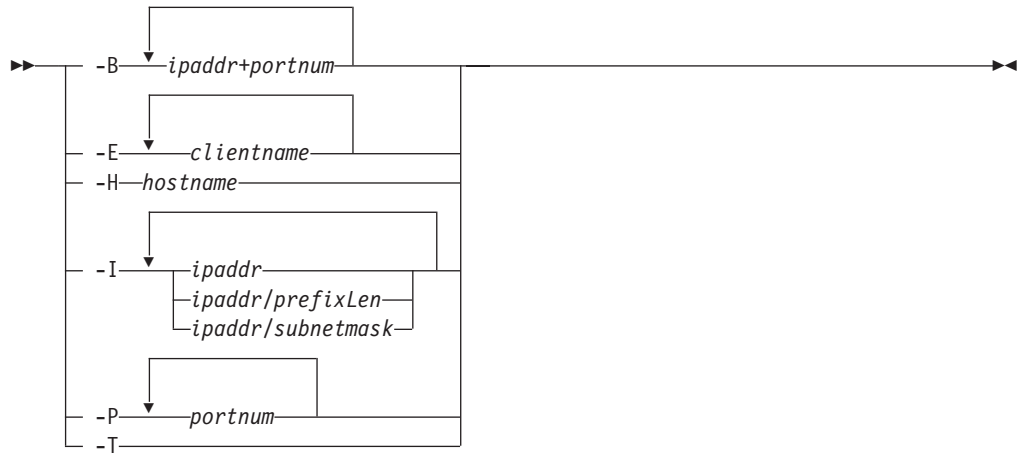 -B ipaddr+portnum
-E clientname
-H hostname
-I ipaddr
ipaddr/prefixLen
ipaddr/subnetmask
-P portnum
-T